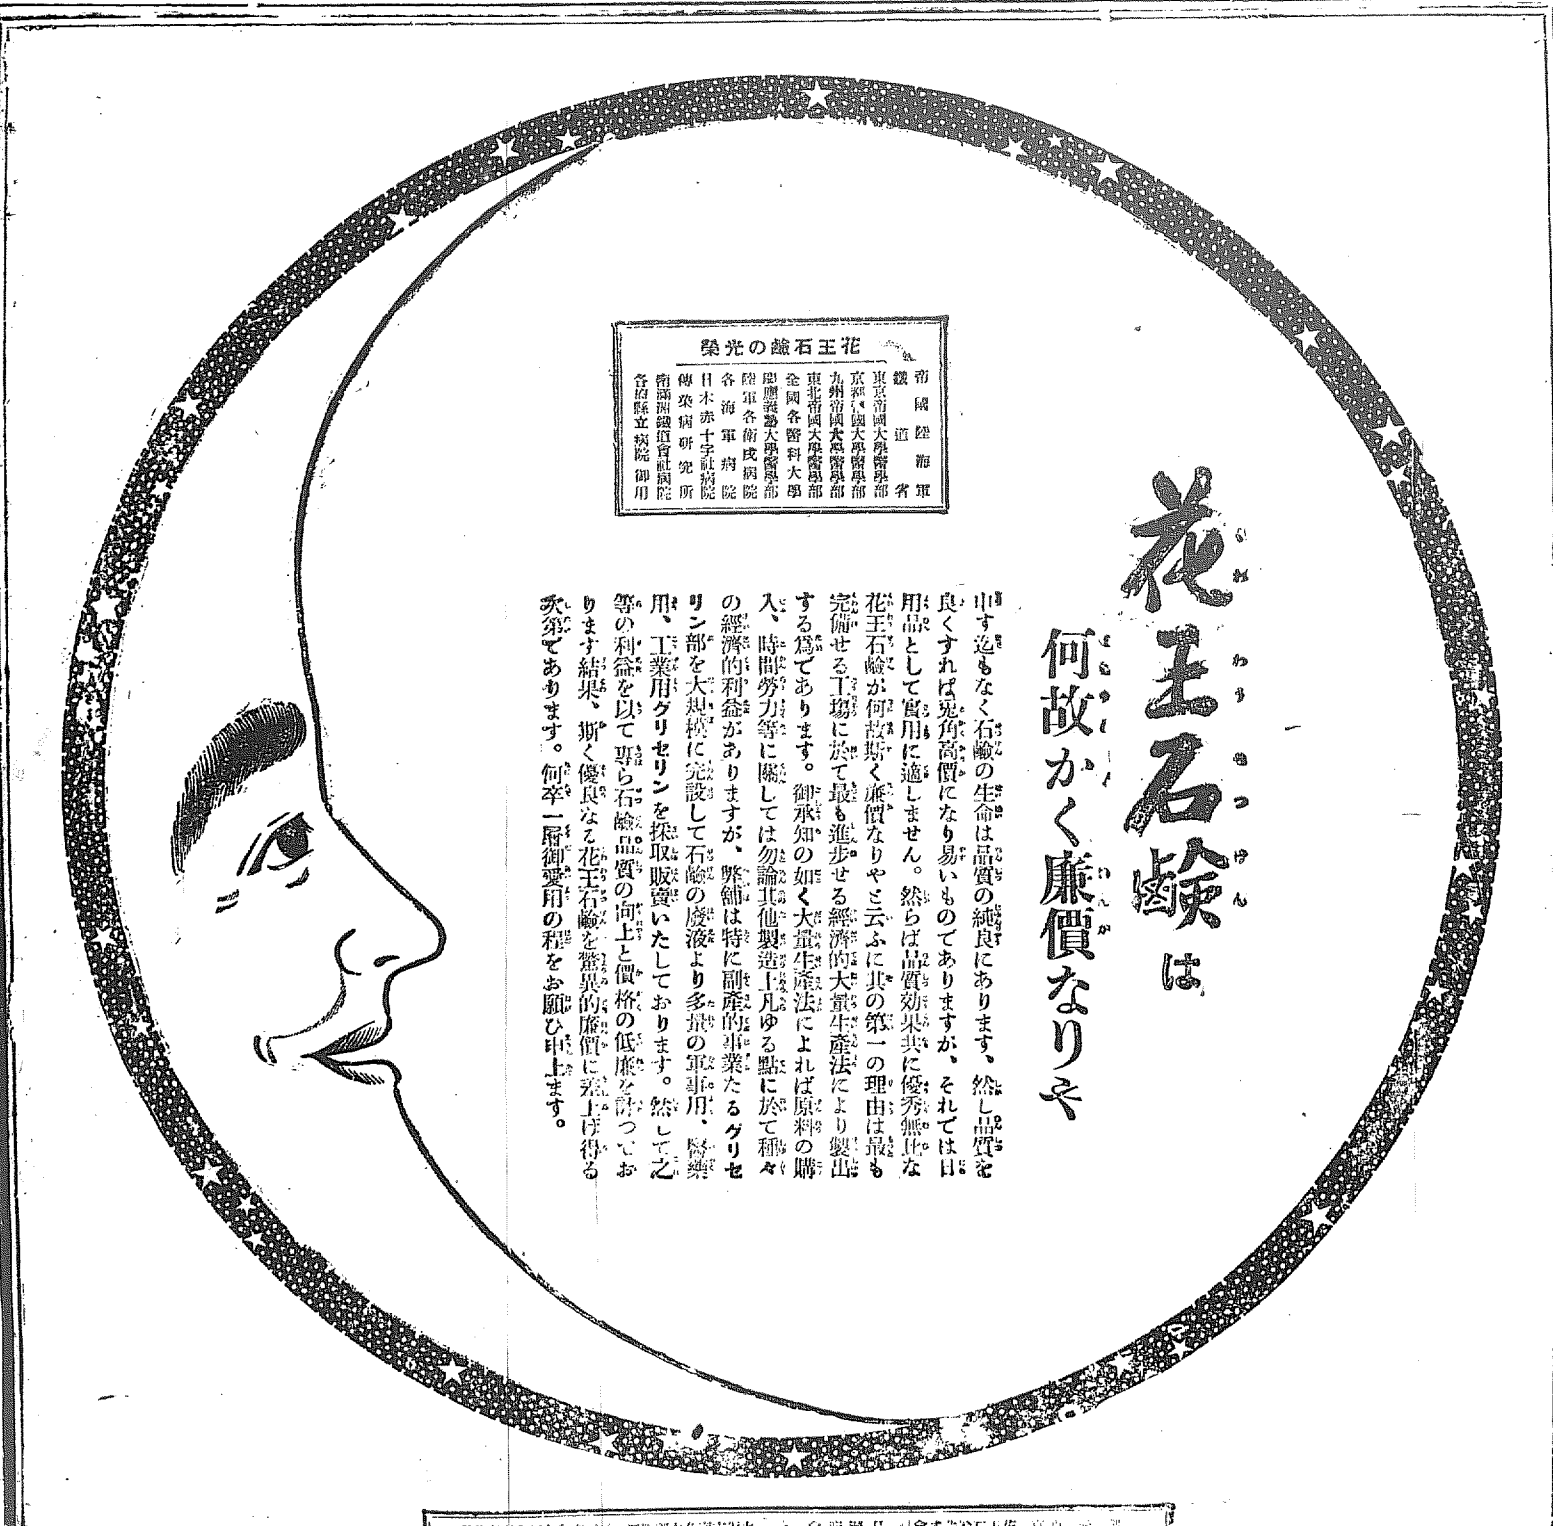 花王石鹸は
何故かく廉價なりや
申す迄もなく石鹸の生命は品質の純良にあります、然し品質を
良くすれば兎角高價になり易いものでありますが、それでは日
用品として實用に適しません。然らば品質効果共に優秀無比な
花王石鹸が何故斯く廉價なりやと云ふに其の第一の理由は最も
完備せる工場に於て最も進歩せる經濟的大量生產法により製出
する爲であります。御承知の如く大量生產法によれば原料の購
入、時間勞力等に關しては勿論其他製造上凡ゆる點に於て種々
の經濟的利益がありますが、弊舗は特に副產的事業たるグリセ
リン部を大規模に完設して石鹸の廢液より多量の軍事用、醫藥
用、工業用グリセリンを採取販賣いたしております。然して之
等の利益を以て專ら石鹸品質の向上と價格の低廉を計つてお
ります結果、斯く優良なる花王石鹸を驚異的廉價に差上げ得る
次第であります。何卒一層御愛用の程をお願ひ申上ます。
花王石鹸の光榮
帝國陸海軍
鐵道省
東京帝國大學醫學部
京都帝國大學醫學部
九州帝國大學醫學部
東北帝國大學醫學部
全國各醫科大學
慶應義塾大學醫學部
陸軍各衛戍病院
各海軍病院
日本赤十字社病院
傳染病研究所
南滿洲鐵道會社病院
各府縣立病院御用